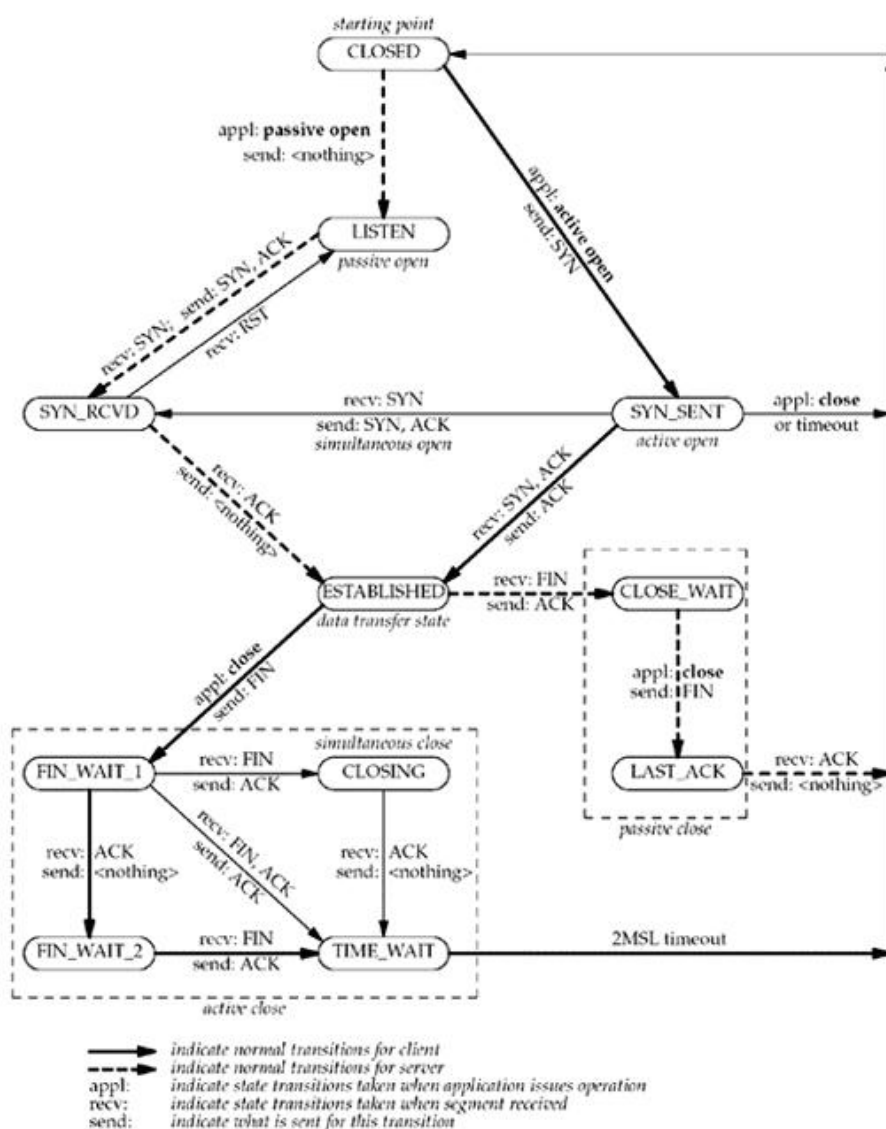 starting point
CLOSED
appl: passive open
send: <nothing>
appl: active open
send: SYN
LISTEN
passive open
recv: SYN; send: SYN, ACK
recv: RST
SYN_RCVD
recv: SYN
send: SYN, ACK
simultaneous open
SYN_SENT
active open
appl: close
or timeout
recv: ACK
send: <nothing>
recv: SYN, ACK
send: ACK
ESTABLISHED
data transfer state
recv: FIN
send: ACK
CLOSE_WAIT
appl: close
send: FIN
appl: close
send: FIN
LAST_ACK
recv: ACK
send: <nothing>
passive close
simultaneous close
FIN_WAIT_1
recv: FIN
send: ACK
CLOSING
recv: ACK
send: <nothing>
recv: FIN, ACK
send: ACK
recv: ACK
send: <nothing>
FIN_WAIT_2
recv: FIN
send: ACK
TIME_WAIT
2MSL timeout
active close
indicate normal transitions for client
indicate normal transitions for server
appl: indicate state transitions taken when application issues operation
recv: indicate state transitions taken when segment received
send: indicate what is sent for this transition